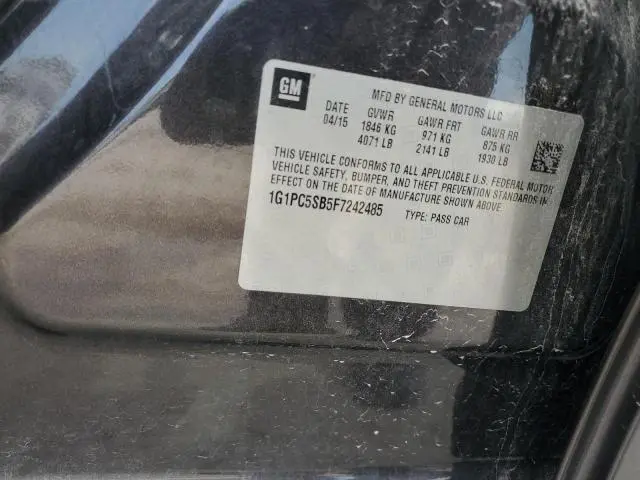 GM
MFD BY GENERAL MOTORS LLC
DATE GVWR GAWR FRT GAWR RR
04/15 1846 KG 971 KG 875 KG
4071 LB 2141 LB 1930 LB
THIS VEHICLE CONFORMS TO ALL APPLICABLE U.S. FEDERAL MOTOR
VEHICLE SAFETY, BUMPER, AND THEFT PREVENTION STANDARDS IN
EFFECT ON THE DATE OF MANUFACTURE SHOWN ABOVE.
1G1PC5SB5F7242485 TYPE: PASS CAR